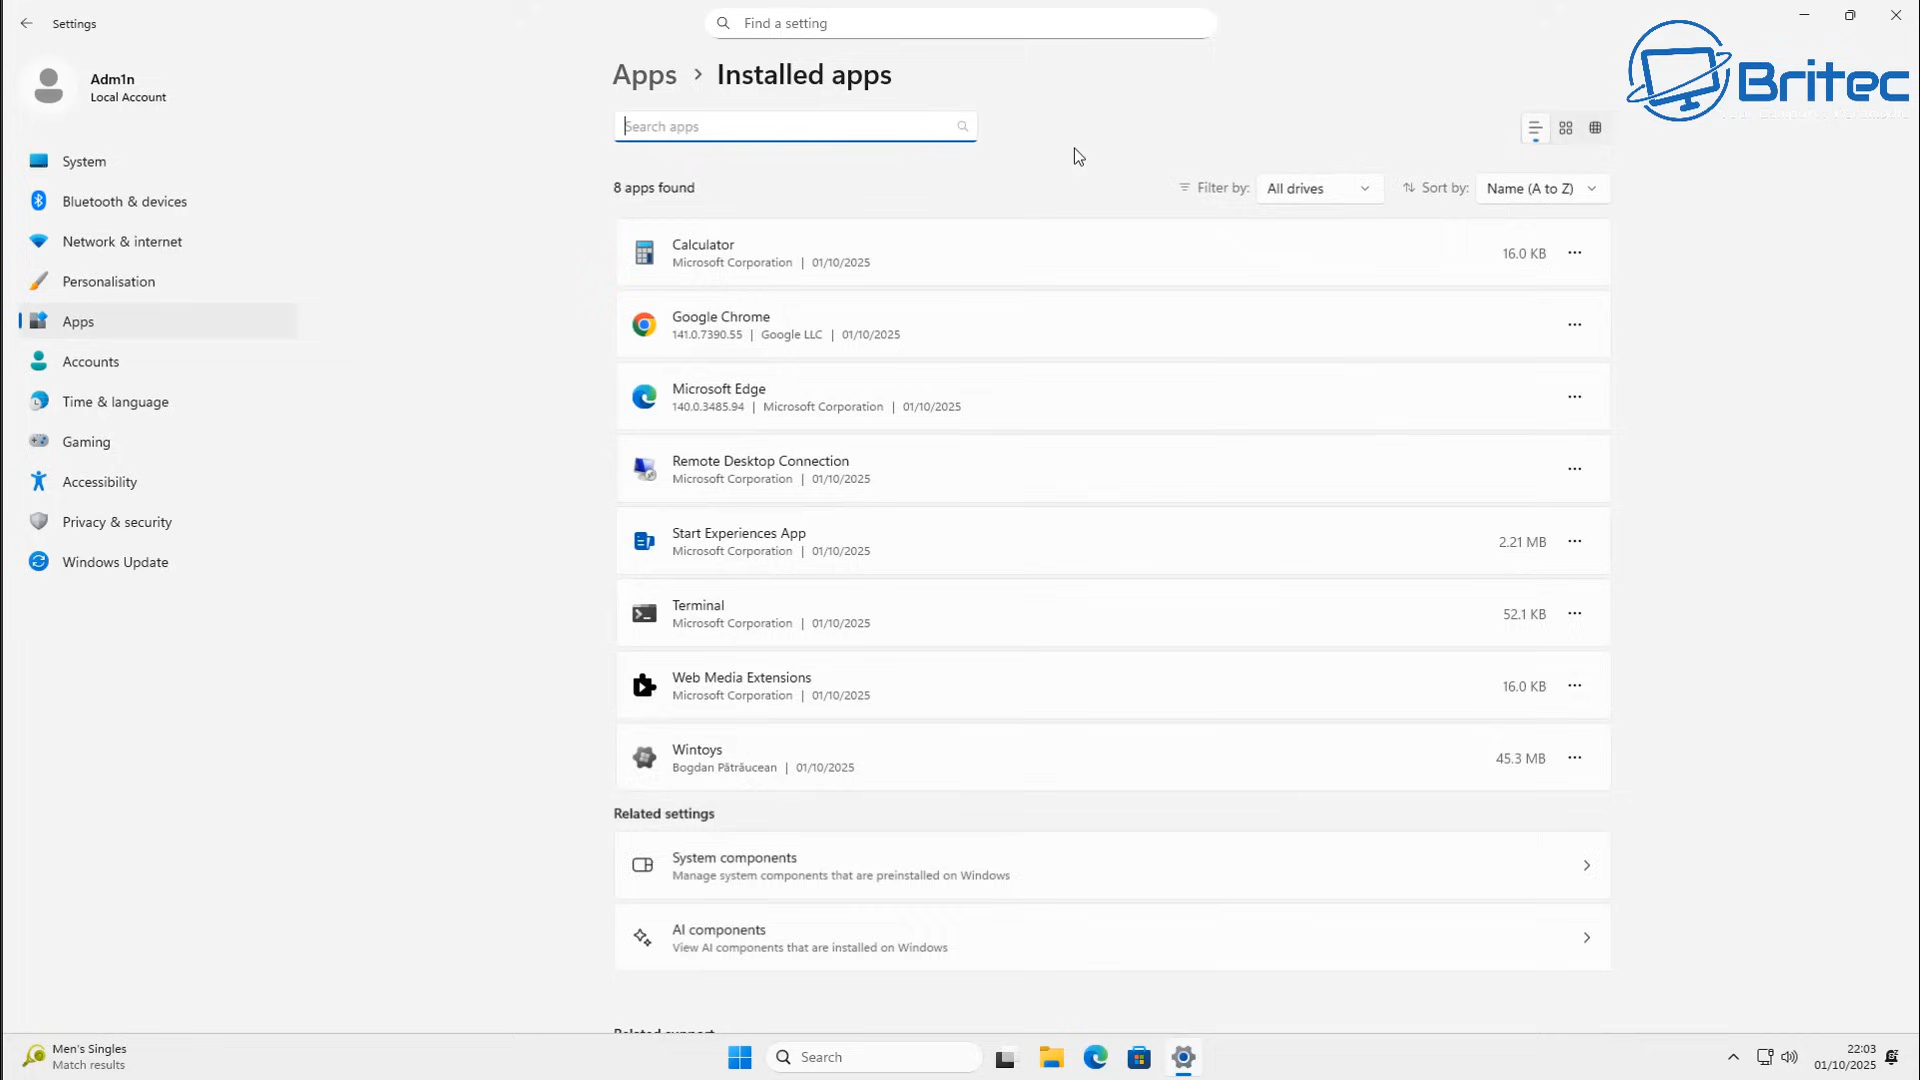 Settings
Find a setting
Adm1n
Local Account
System
Bluetooth & devices
Network & internet
Personalisation
Apps
Accounts
Time & language
Gaming
Accessibility
Privacy & security
Windows Update
Apps > Installed apps
Search apps
8 apps found
Filter by: All drives
Sort by: Name (A to Z)
Calculator
Microsoft Corporation | 01/10/2025
16.0 KB
Google Chrome
141.0.7390.55 | Google LLC | 01/10/2025
Microsoft Edge
140.0.3485.94 | Microsoft Corporation | 01/10/2025
Remote Desktop Connection
Microsoft Corporation | 01/10/2025
Start Experiences App
Microsoft Corporation | 01/10/2025
2.21 MB
Terminal
Microsoft Corporation | 01/10/2025
52.1 KB
Web Media Extensions
Microsoft Corporation | 01/10/2025
16.0 KB
Wintoys
Bogdan Pătrăucean | 01/10/2025
45.3 MB
Related settings
System components
Manage system components that are preinstalled on Windows
AI components
View AI components that are installed on Windows
Related support
Britec
Men's Singles
Match results
Search
22:03
01/10/2025